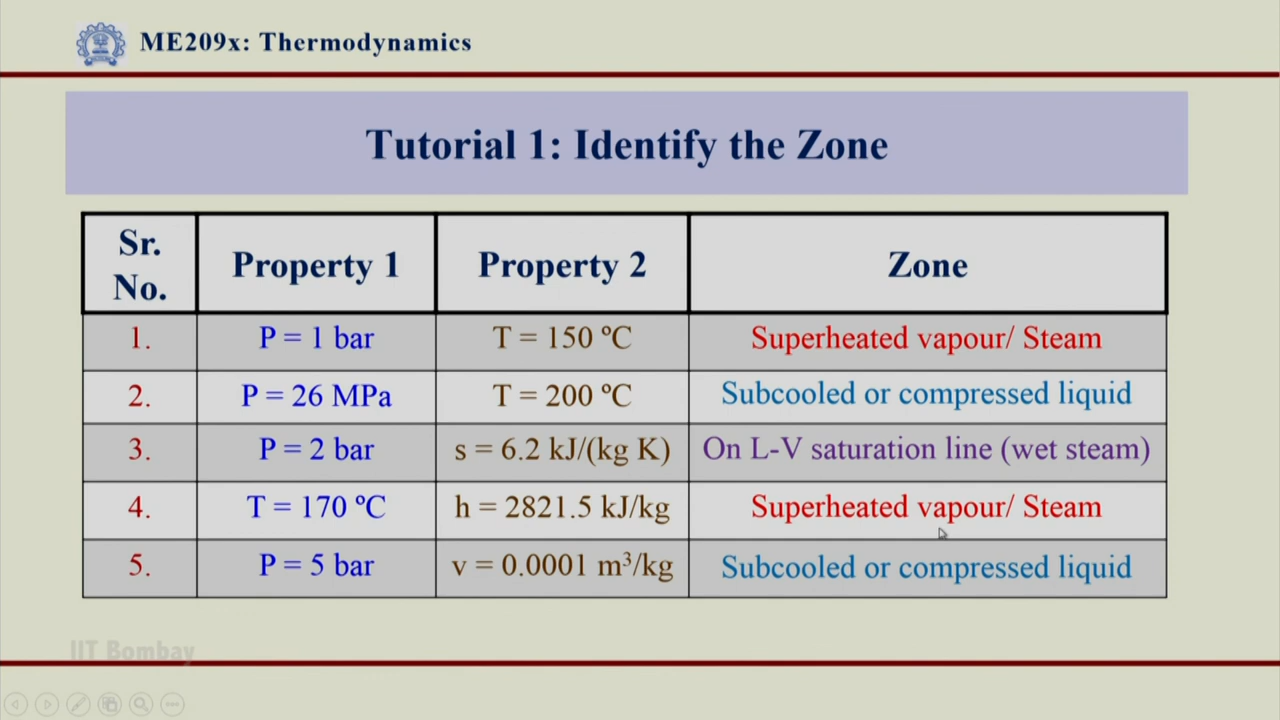 ME209x: Thermodynamics
Tutorial 1: Identify the Zone
Sr. No. Property 1 Property 2 Zone
1. P = 1 bar T = 150 ºC Superheated vapour/ Steam
2. P = 26 MPa T = 200 ºC Subcooled or compressed liquid
3. P = 2 bar s = 6.2 kJ/(kg K) On L-V saturation line (wet steam)
4. T = 170 ºC h = 2821.5 kJ/kg Superheated vapour/ Steam
5. P = 5 bar v = 0.0001 m³/kg Subcooled or compressed liquid
IIT Bombay